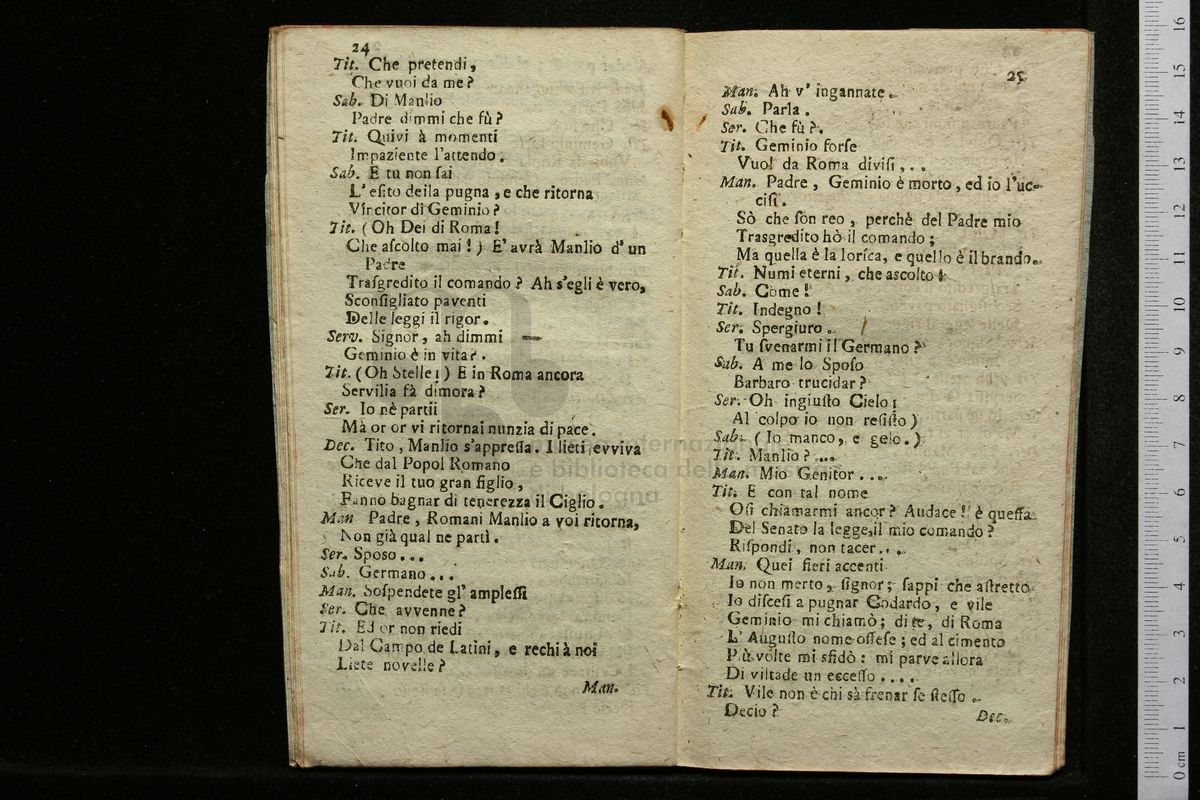 24
Tit. Che pretendi,
Che vuoi da me?
Sab. Di Manlio
Padre dimmi che fù?
Tit. Quivi à momenti
Impaziente l'attendo.
Sab. E tu non sai
L'esito della pugna, e che ritorna
Vincitor di Geminio?
Tit. (Oh Dei di Roma!
Che ascolto mai!) E' avrà Manlio d'un
Padre
Trasgredito il comando? Ah s'egli è vero,
Sconsigliato paventi
Delle leggi il rigor.
Serv. Signor, ah dimmi
Geminio è in vita?.
Tit. (Oh Stelle!) E in Roma ancora
Servilia fà dimora?
Ser. Io nè partii
Mà or or vi ritornai nunzia di pace.
Dec. Tito, Manlio s'appressa. I lieti evviva
Che dal Popol Romano
Riceve il tuo gran figlio,
Fanno bagnar di tenerezza il Ciglio.
Man Padre, Romani Manlio a voi ritorna,
Non già qual ne partì.
Ser. Sposo...
Sab. Germano...
Man. Sospendete gl'amplessi
Ser. Che avvenne?
Tit. Ed or non riedi
Dal Campo de Latini, e rechi à noi
Liete novelle?
Man.
25
Man. Ah v'ingannate.
Sab. Parla.
Ser. Che fù?.
Tit. Geminio forse
Vuol da Roma divisi,..
Man. Padre, Geminio è morto, ed io l'uc-
cisi.
Sò che son reo, perchè del Padre mio
Trasgredito hò il comando;
Ma quella è la lorica, e quello è il brando.
Tit. Numi eterni, che ascolto!
Sab. Come!
Tit. Indegno!
Ser. Spergiuro.
Tu svenarmi il Germano?
Sab. A me lo Sposo
Barbaro trucidar?
Ser. Oh ingiusto Cielo!
Al colpo io non resisto)
Sab. (Io manco, e gelo.)
Tit. Manlio?...
Man. Mio Genitor...
Tit. E con tal nome
Osi chiamarmi ancor? Audace! è questa
Del Senato la legge, il mio comando?
Rispondi, non tacer...
Man. Quei fieri accenti
Io non merto, signor; sappi che astretto
Io discesi a pugnar Codardo, e vile
Geminio mi chiamò; di te, di Roma
L'Augusto nome offese; ed al cimento
Più volte mi sfidò: mi parve allora
Di viltade un eccesso....
Tit. Vile non è chi sà frenar se stesso.
Decio?
Dec.